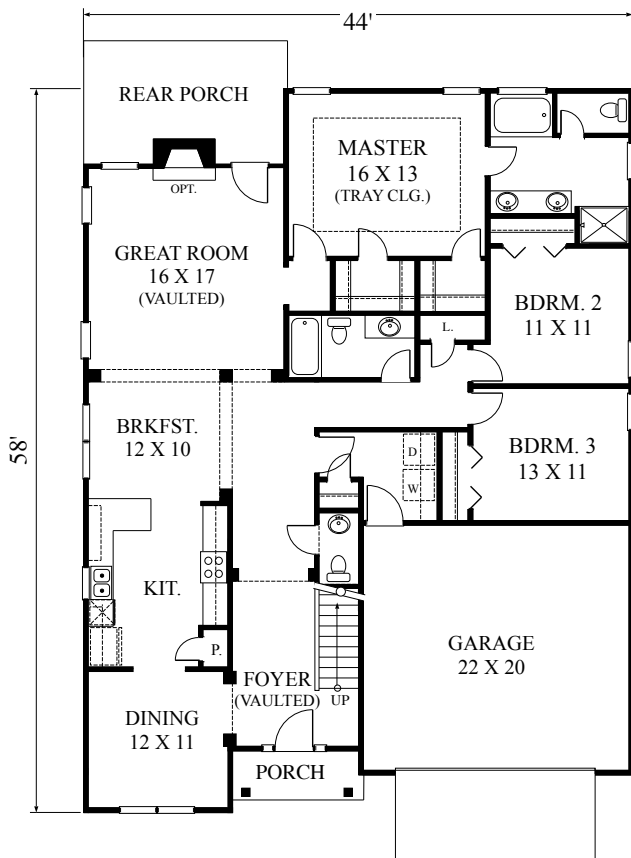 44'
REAR PORCH
MASTER
16 X 13
(TRAY CLG.)
OPT.
GREAT ROOM
16 X 17
(VAULTED)
BDRM. 2
11 X 11
L.
58'
BRKFST.
12 X 10
BDRM. 3
13 X 11
D
W
KIT.
P.
GARAGE
22 X 20
FOYER
(VAULTED)
UP
DINING
12 X 11
PORCH